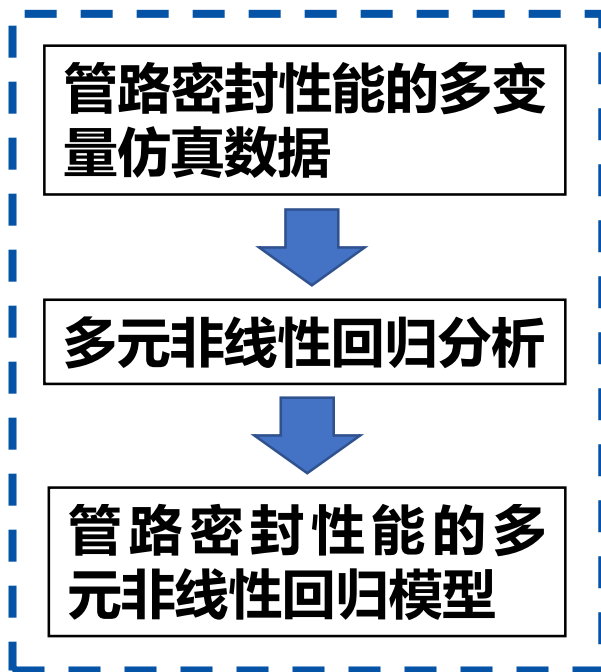 管路密封性能的多变
量仿真数据
多元非线性回归分析
管路密封性能的多
元非线性回归模型